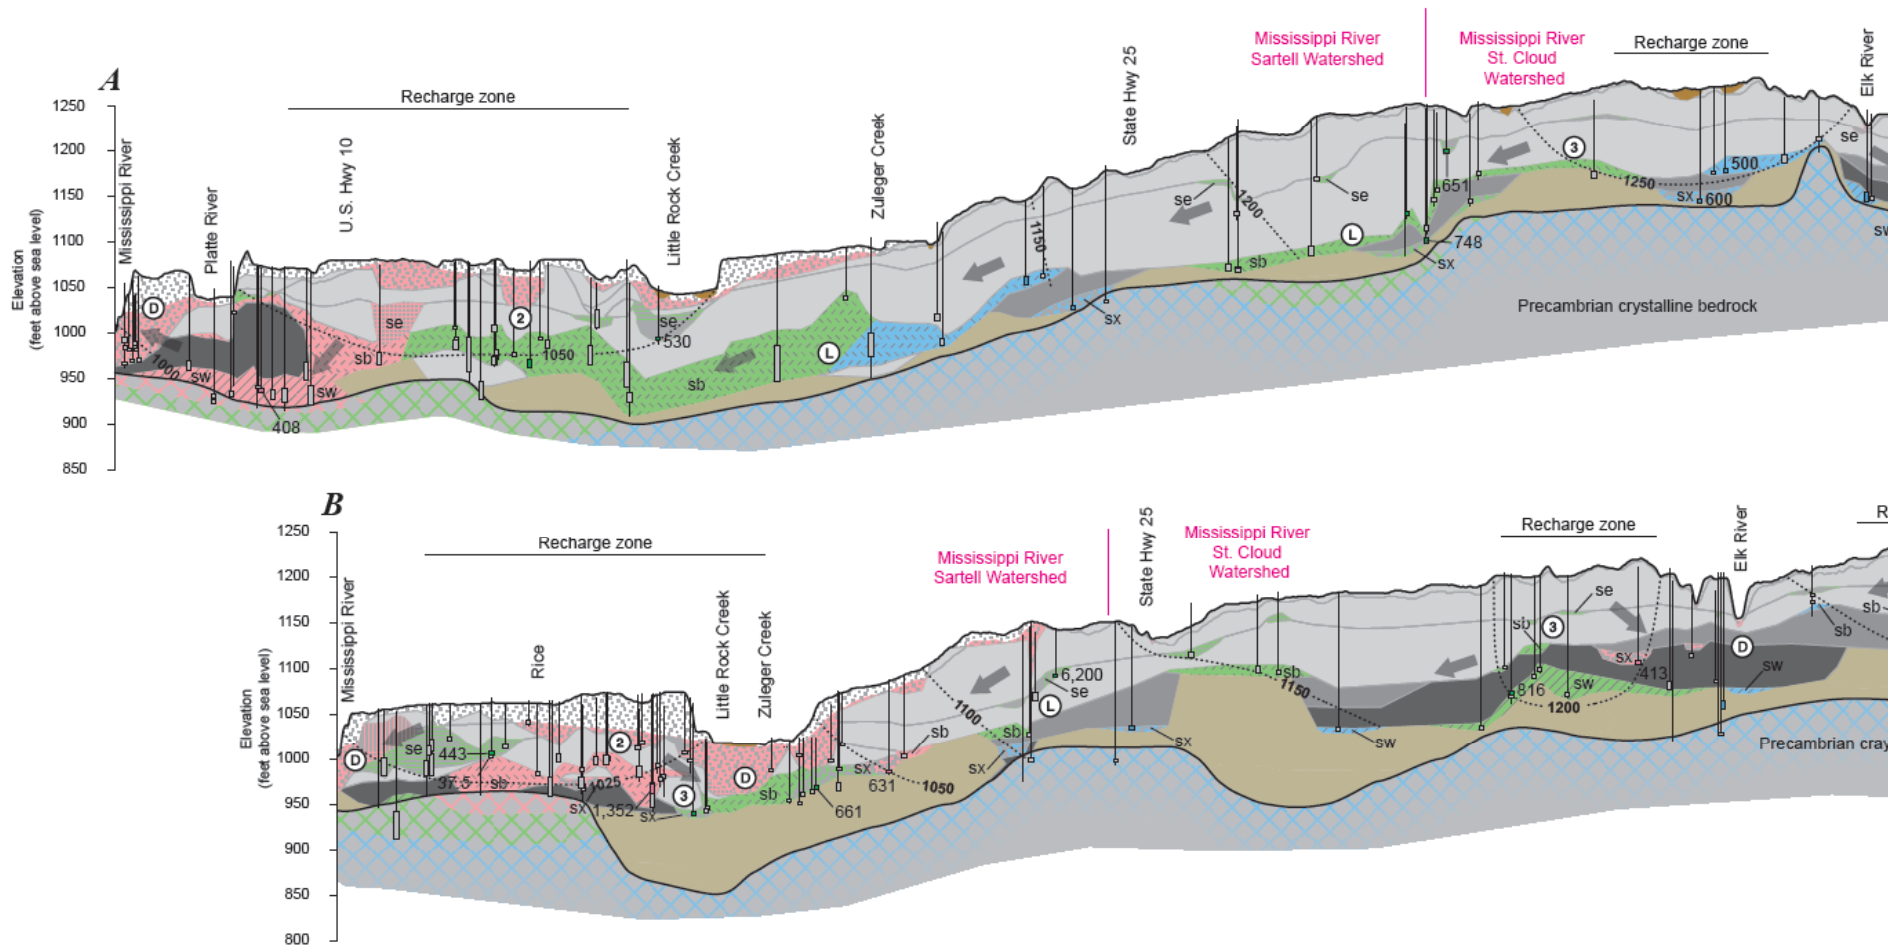 A
Elevation
(feet above sea level)
1250
1200
1150
1100
1050
1000
950
900
850
Mississippi River
Platte River
Recharge zone
U.S. Hwy 10
Little Rock Creek
Zuleger Creek
State Hwy 25
Mississippi River
Sartell Watershed
Mississippi River
St. Cloud
Watershed
Recharge zone
Elk River
D
1000
sw
408
sw
sb
se
2
1050
se
530
sb
L
1150
sx
se
1200
se
sb
L
651
748
sx
3
1250
500
sx
600
se
sw
Precambrian crystalline bedrock
B
Elevation
(feet above sea level)
1250
1200
1150
1100
1050
1000
950
900
850
800
Mississippi River
Recharge zone
Rice
Little Rock Creek
Zuleger Creek
Mississippi River
Sartell Watershed
State Hwy 25
Mississippi River
St. Cloud
Watershed
Recharge zone
Elk River
R
D
se
443
37.5
sb
2
1025
sx
1,352
sx
3
D
sb
661
sx
631
sb
1050
1100
sx
sb
L
se
6,200
sx
sb
1150
sw
sb
816
3
se
sx
413
sw
1200
D
sw
sb
sb
Precambrian cray